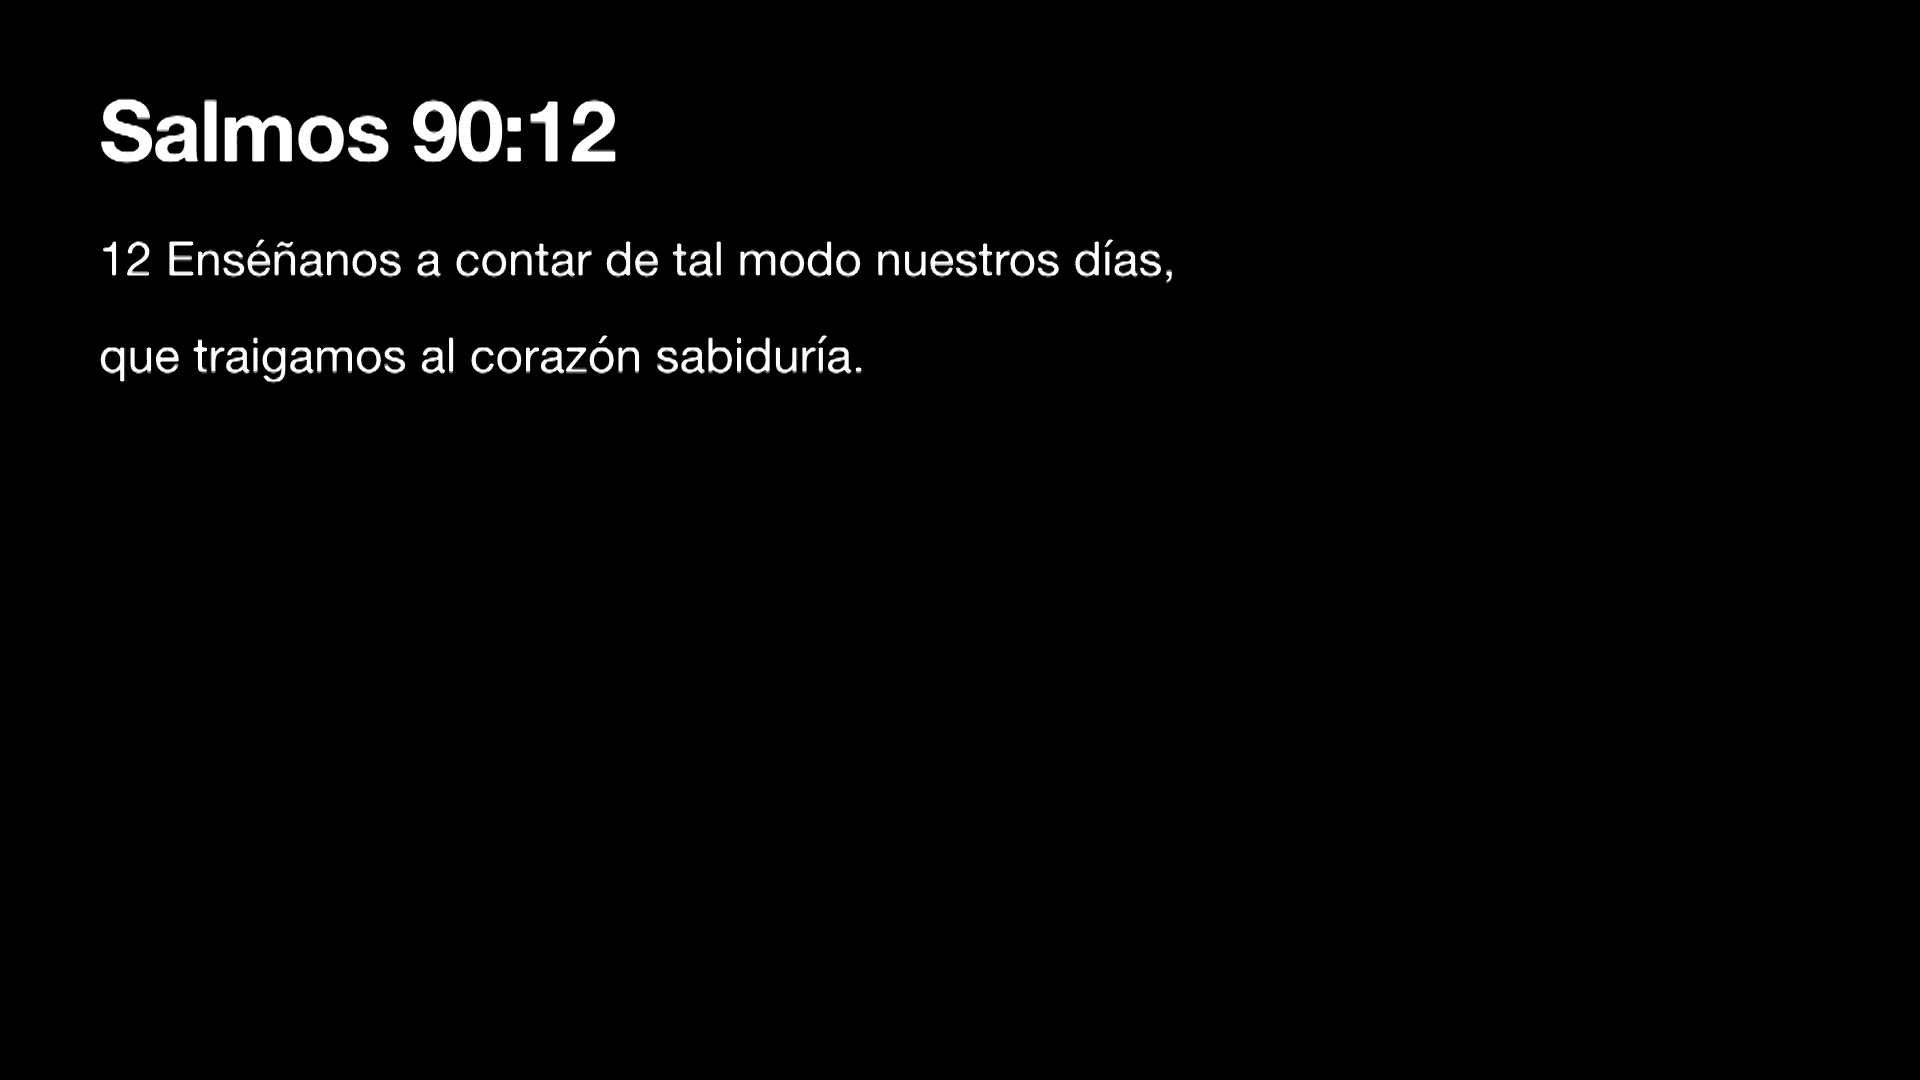 Salmos 90:12
12 Enséñanos a contar de tal modo nuestros días,
que traigamos al corazón sabiduría.